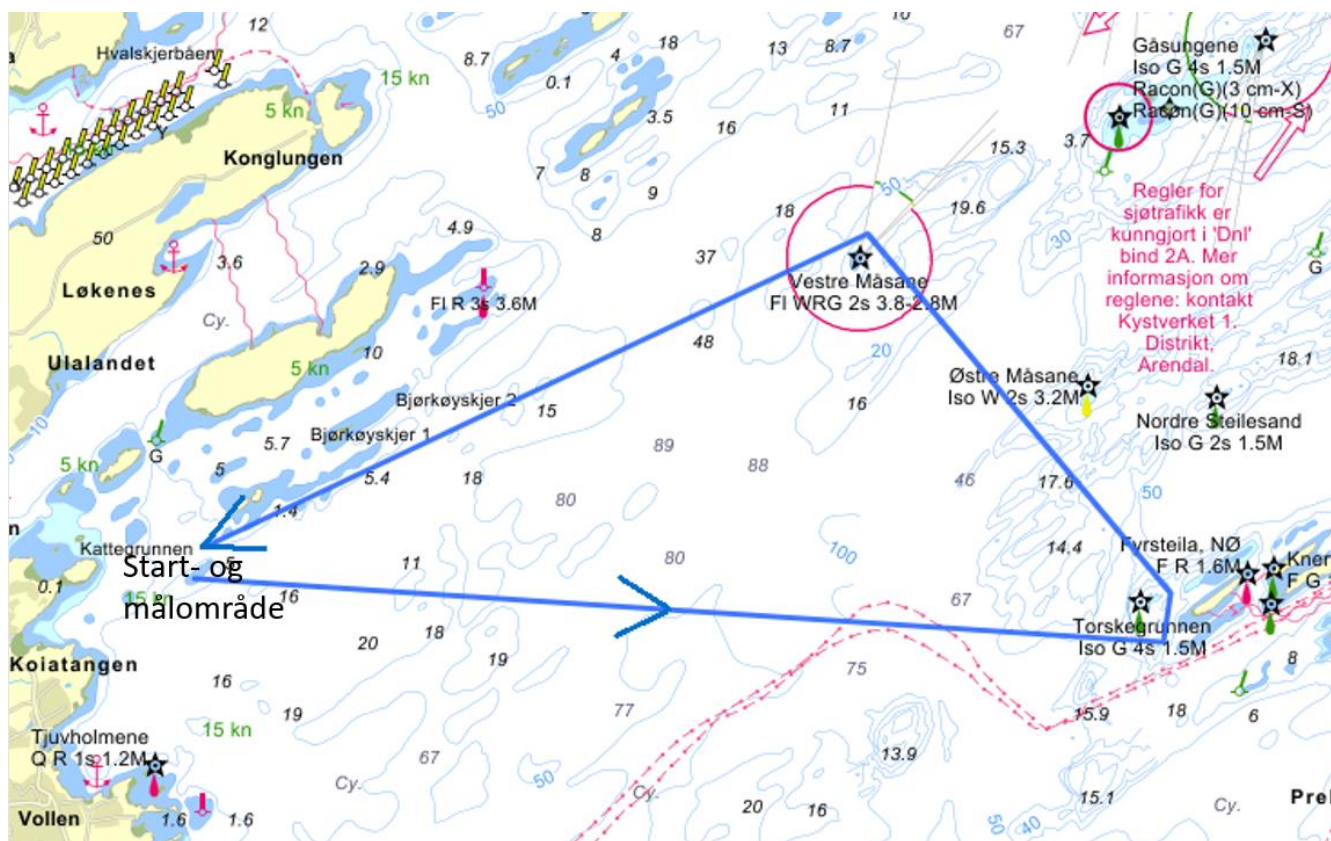 12
Hvalskjerbåen
15 kn
5 kn
Y
Konglungen
50
3.6
Løkenes
Cy.
Ulalandet
5 kn
10
2.9
4.9
Fl R 3s 3.6M
8.7
0.1
4
18
3.5
16
7
8
9
8
50
13
8.7
10
11
67
18
37
48
Vestre Måsane
Fl WRG 2s 3.8-2.8M
50
19.6
15.3
20
16
3.7
30
Gåsungene
Iso G 4s 1.5M
Racon(G)(3 cm-X)
Racon(G)(10 cm-S)
Regler for
sjøtrafikk er
kunngjort i 'Dnl'
bind 2A. Mer
informasjon om
reglene: kontakt
Kystverket 1.
Distrikt,
Arendal.
G
18.1
Østre Måsane
Iso W 2s 3.2M
Nordre Steilesand
Iso G 2s 1.5M
Bjørkøyskjer 2
Bjørkøyskjer 1
15
5.7
5
5.4
18
1.4
G
5 kn
10
89
88
80
80
46
17.6
50
100
14.4
67
Kattegrunnen
Start- og
målområde
5
15 kn
16
11
0.1
Fyrsteila, NØ
F R 1.6M
F G
Torskegrunnen
Iso G 4s 1.5M
Koiatangen
20
18
19
16
19
15 kn
75
77
67
50
Cy.
Cy.
13.9
15.9
18
6
8
15.1
20
16
50
40
Cy.
Tjuvholmene
Q R 1s 1.2M
Vollen
1.6
1.6